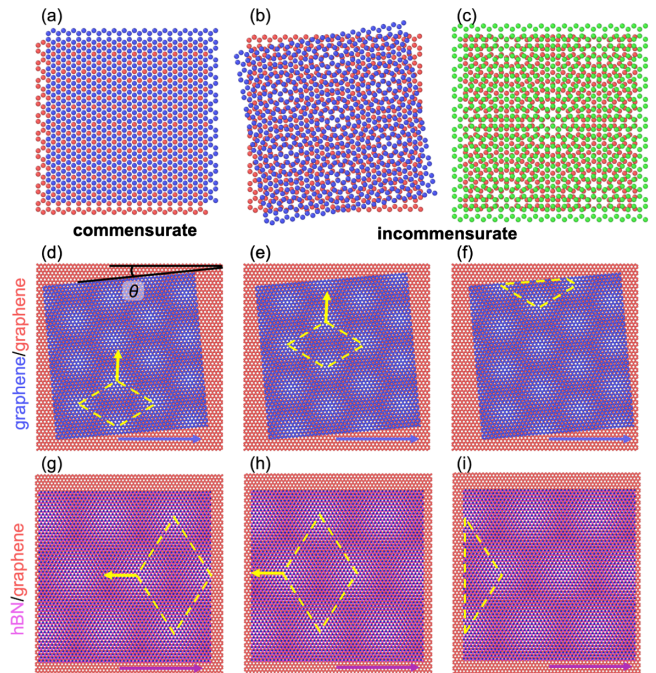 (a) (b) (c)
commensurate incommensurate
(d) (e) (f)
θ
graphene/graphene
(g) (h) (i)
hBN/graphene